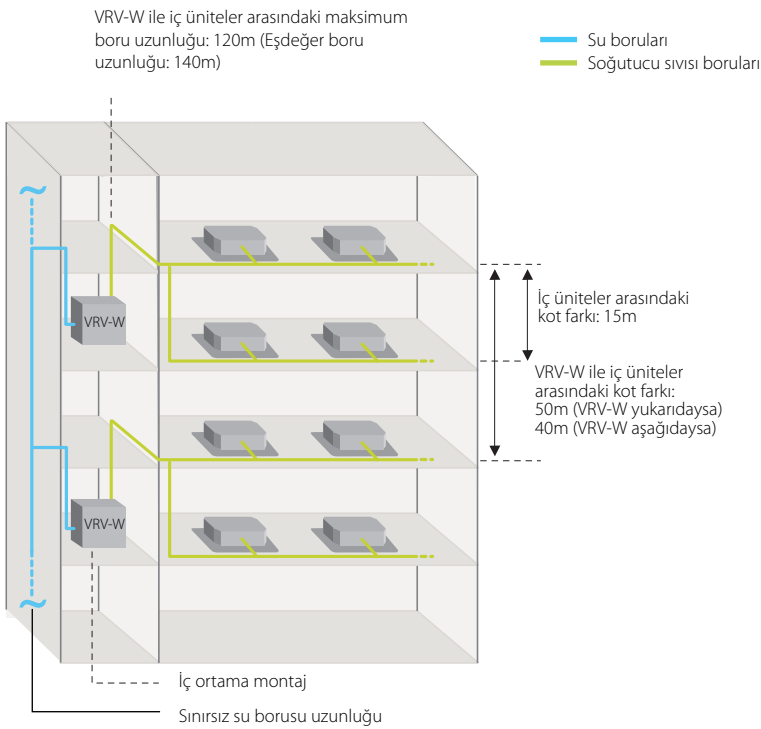 VRV-W ile iç üniteler arasındaki maksimum
boru uzunluğu: 120m (Eşdeğer boru
uzunluğu: 140m)
Su boruları
Soğutucu sıvısı boruları
VRV-W
İç üniteler arasındaki
kot farkı: 15m
VRV-W ile iç üniteler
arasındaki kot farkı:
50m (VRV-W yukarıdaysa)
40m (VRV-W aşağıdaysa)
VRV-W
İç ortama montaj
Sınırsız su borusu uzunluğu